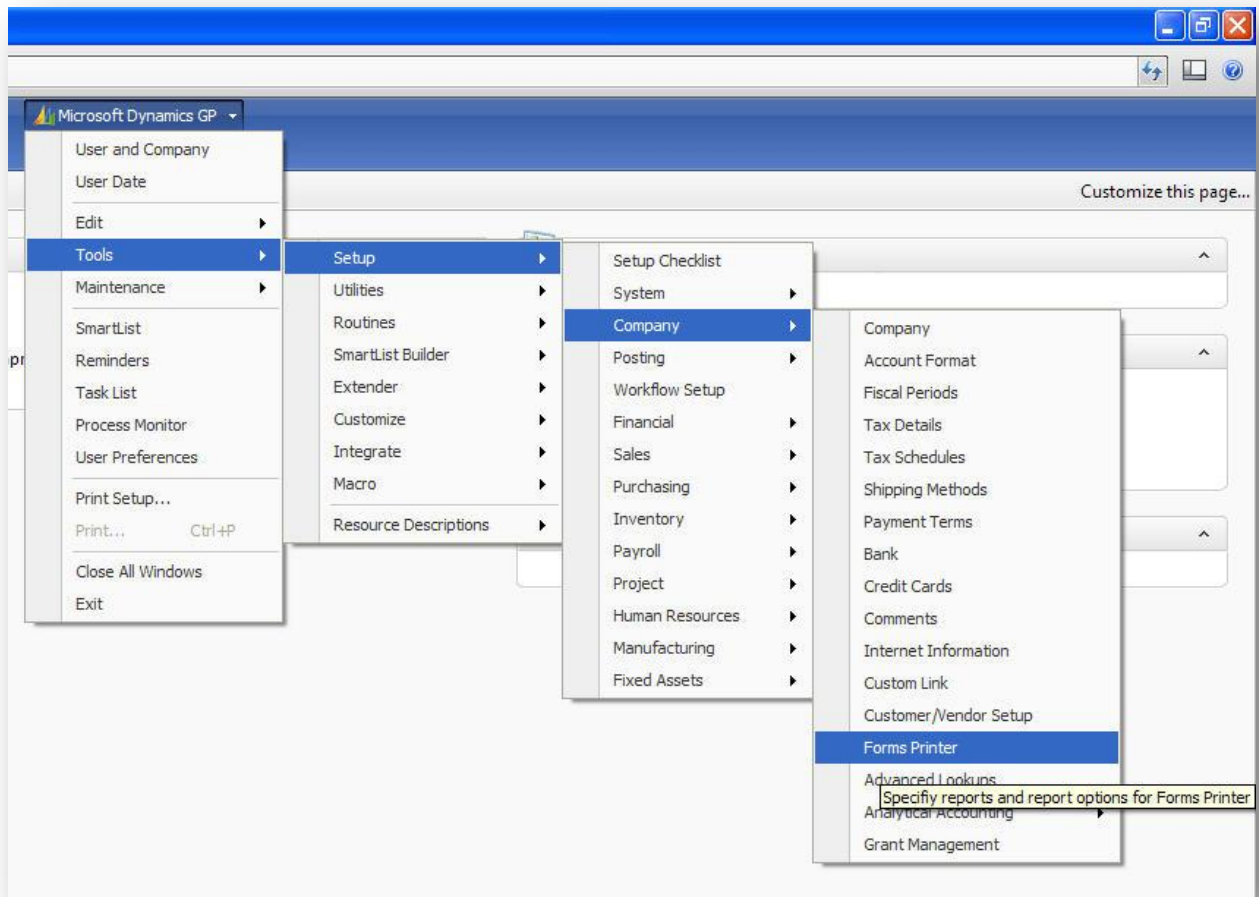 Microsoft Dynamics GP
User and Company
User Date
Customize this page...
Edit
Tools
Maintenance
SmartList
Reminders
Task List
Process Monitor
User Preferences
Print Setup...
Print... Ctrl+P
Close All Windows
Exit
Setup
Utilities
Routines
SmartList Builder
Extender
Customize
Integrate
Macro
Resource Descriptions
Setup Checklist
System
Company
Posting
Workflow Setup
Financial
Sales
Purchasing
Inventory
Payroll
Project
Human Resources
Manufacturing
Fixed Assets
Company
Account Format
Fiscal Periods
Tax Details
Tax Schedules
Shipping Methods
Payment Terms
Bank
Credit Cards
Comments
Internet Information
Custom Link
Customer/Vendor Setup
Forms Printer
Advanced Lookups
Specifiy reports and report options for Forms Printer
Analytical Accounting
Grant Management